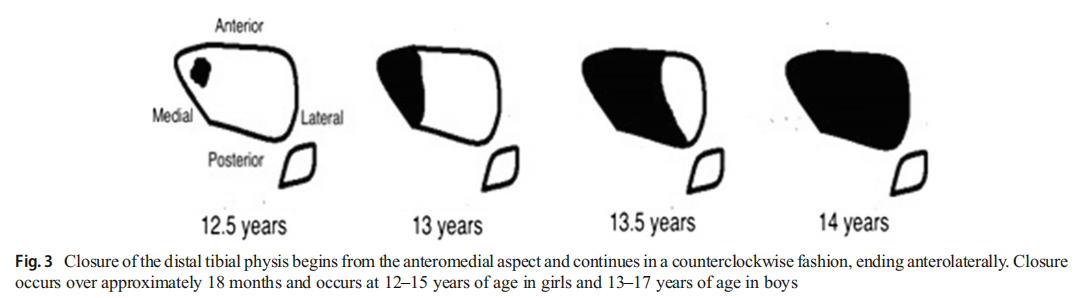 Anterior
Medial
Lateral
Posterior
12.5 years
13 years
13.5 years
14 years
Fig. 3 Closure of the distal tibial physis begins from the anteromedial aspect and continues in a counterclockwise fashion, ending anterolaterally. Closure
occurs over approximately 18 months and occurs at 12–15 years of age in girls and 13–17 years of age in boys